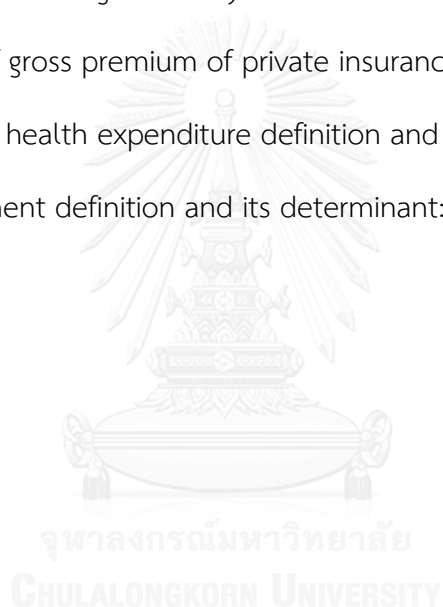 gross premium of private insuranc
health expenditure definition and
ent definition and its determinant:
จุฬาลงกรณ์มหาวิทยาลัย
CHULALONGKORN UNIVERSITY